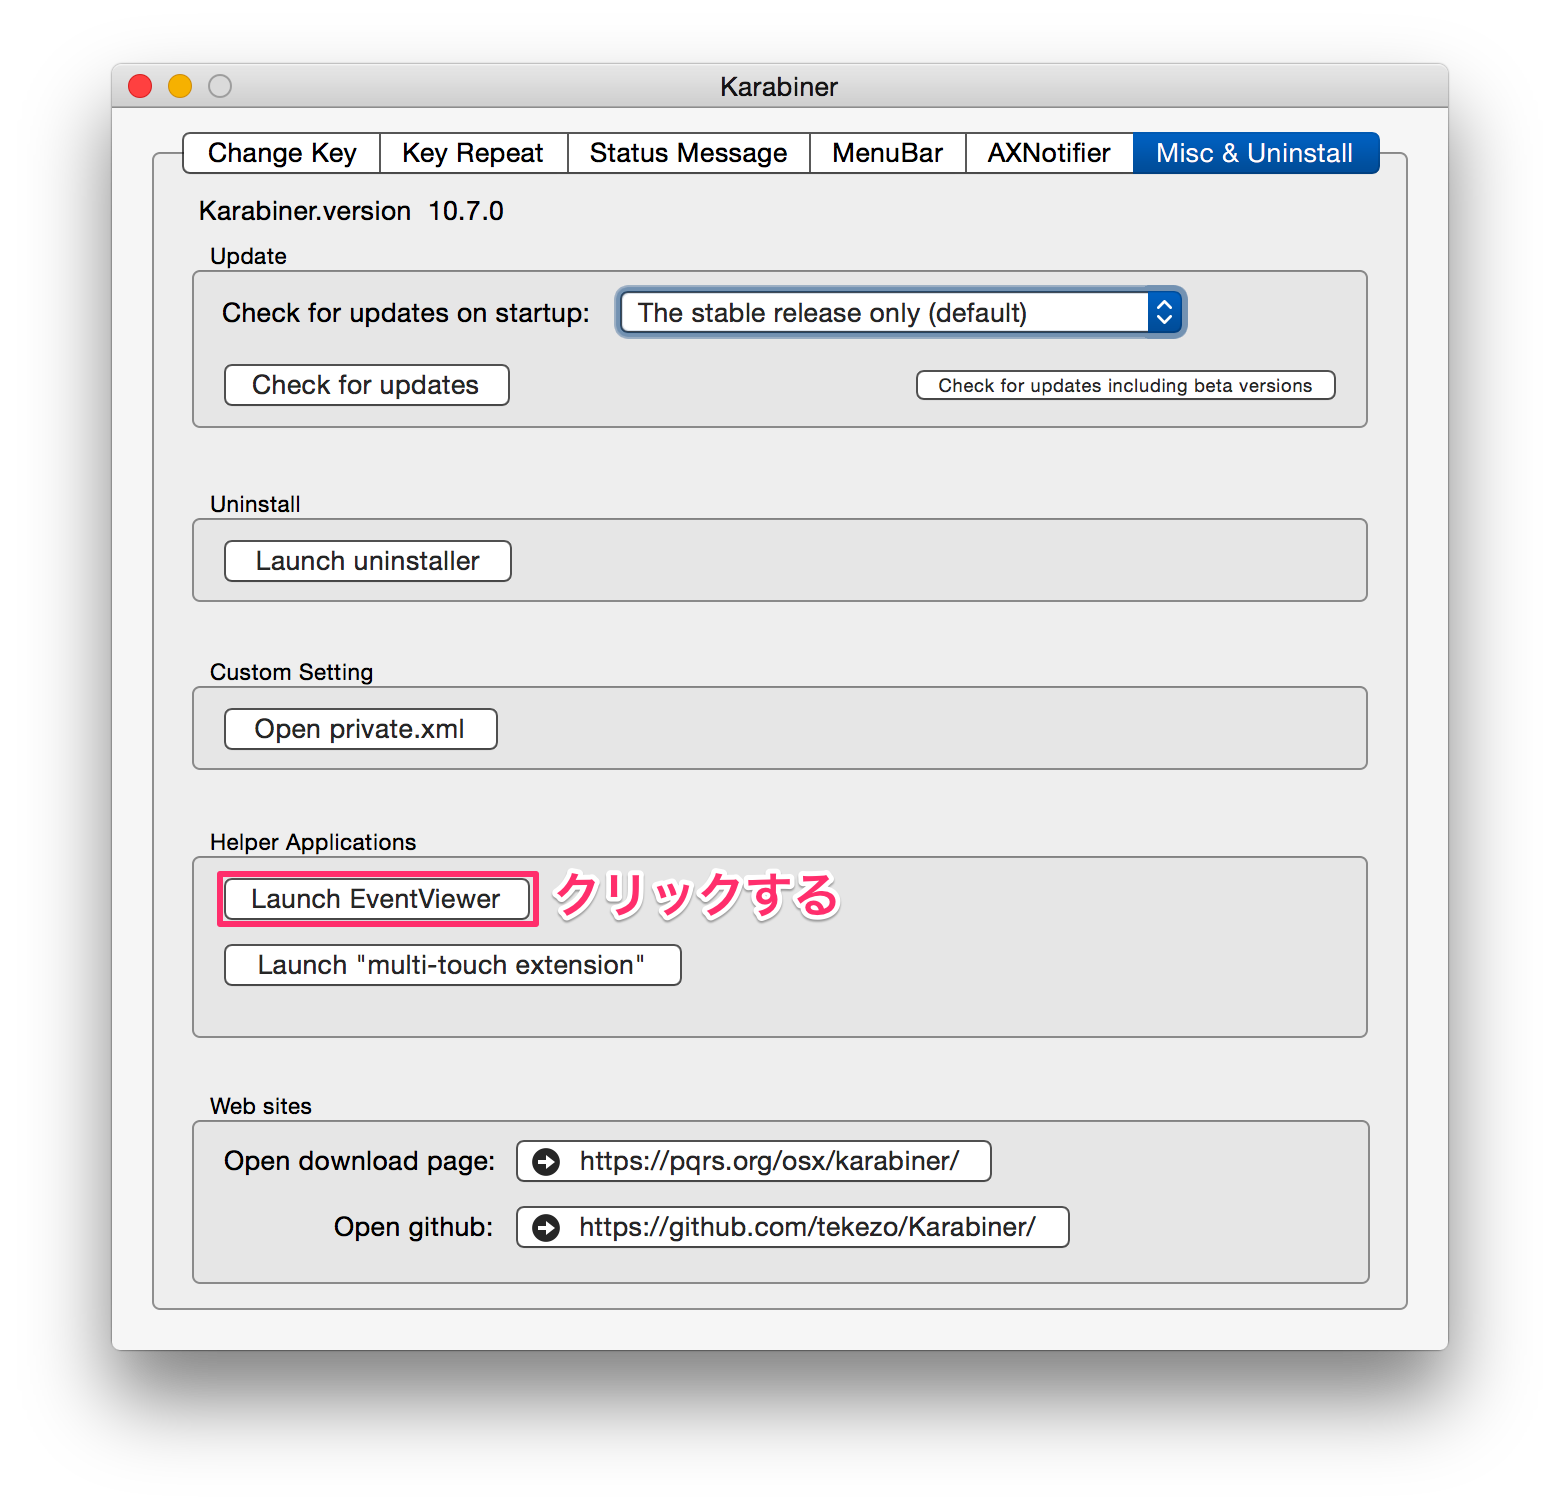 Karabiner
Change Key Key Repeat Status Message MenuBar AXNotifier Misc & Uninstall
Karabiner.version 10.7.0
Update
Check for updates on startup: The stable release only (default)
Check for updates Check for updates including beta versions
Uninstall
Launch uninstaller
Custom Setting
Open private.xml
Helper Applications
Launch EventViewer クリックする
Launch "multi-touch extension"
Web sites
Open download page: https://pqrs.org/osx/karabiner/
Open github: https://github.com/tekezo/Karabiner/